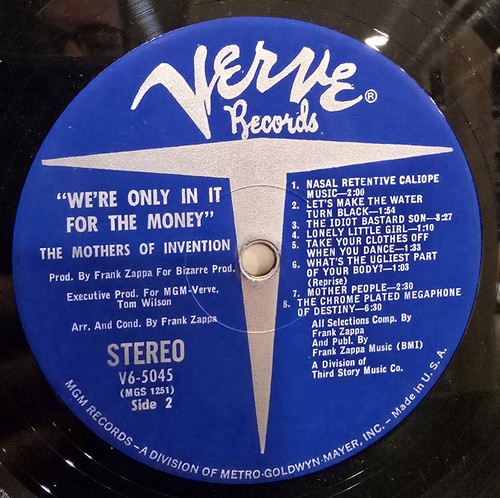 Verve ®
Records
"WE'RE ONLY IN IT
FOR THE MONEY"
THE MOTHERS OF INVENTION
Prod. By Frank Zappa For Bizarre Prod.
Executive Prod. For MGM-Verve,
Tom Wilson
Arr. And Cond. By Frank Zappa
STEREO
V6-5045
(MGS 1251)
Side 2
1. NASAL RETENTIVE CALIOPE
MUSIC—2:00
2. LET'S MAKE THE WATER
TURN BLACK—1:54
3. THE IDIOT BASTARD SON—3:27
4. LONELY LITTLE GIRL—1:10
5. TAKE YOUR CLOTHES OFF
WHEN YOU DANCE—1:33
6. WHAT'S THE UGLIEST PART
OF YOUR BODY?—1:03
(Reprise)
7. MOTHER PEOPLE—2:30
8. THE CHROME PLATED MEGAPHONE
OF DESTINY—6:30
All Selections Comp. By
Frank Zappa
And Publ. By
Frank Zappa Music (BMI)
A Division of
Third Story Music Co.
MGM RECORDS—A DIVISION OF METRO-GOLDWYN-MAYER, INC.—Made in U.S.A.